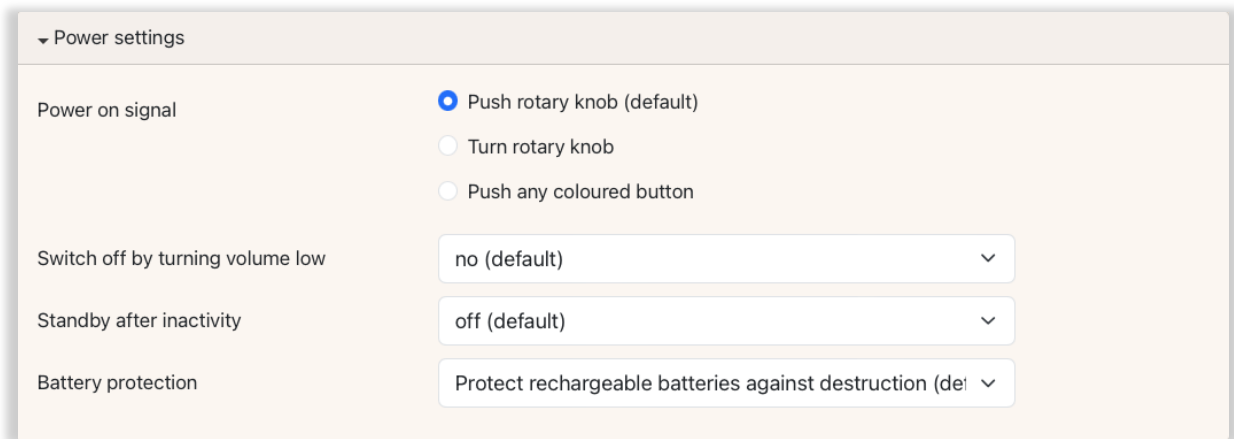 Power settings
Power on signal
Push rotary knob (default)
Turn rotary knob
Push any coloured button
Switch off by turning volume low
no (default)
Standby after inactivity
off (default)
Battery protection
Protect rechargeable batteries against destruction (def